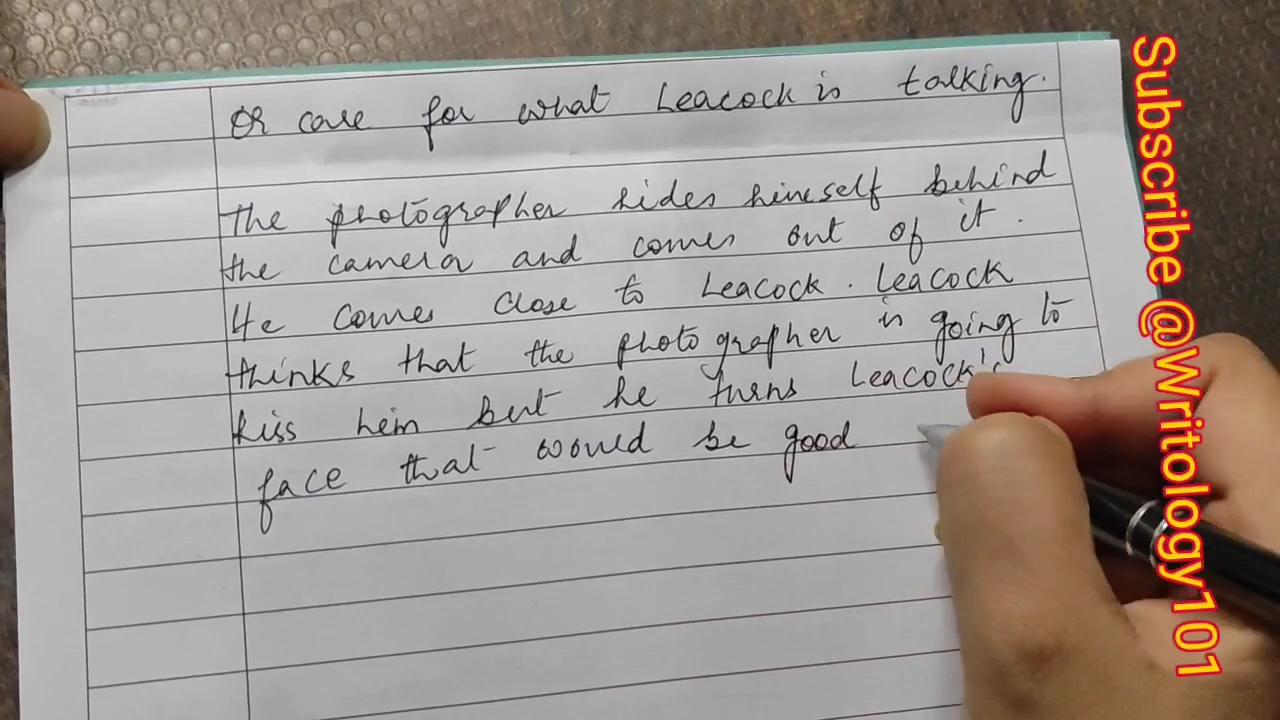 or care for what Leacock is talking.
The photographer hides himself behind
the camera and comes out of it.
He comes close to Leacock. Leacock
thinks that the photographer is going to
kiss him but he turns Leacock's
face that would be good
Subscribe @Writology101